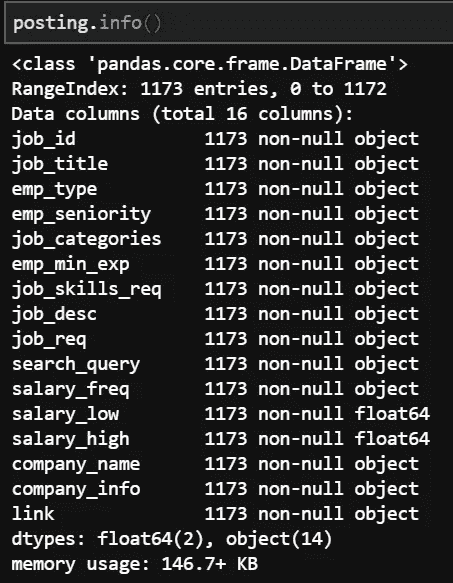 posting.info()
<class 'pandas.core.frame.DataFrame'>
RangeIndex: 1173 entries, 0 to 1172
Data columns (total 16 columns):
job_id             1173 non-null object
job_title          1173 non-null object
emp_type           1173 non-null object
emp_seniority      1173 non-null object
job_categories     1173 non-null object
emp_min_exp        1173 non-null object
job_skills_req     1173 non-null object
job_desc           1173 non-null object
job_req            1173 non-null object
search_query       1173 non-null object
salary_freq        1173 non-null object
salary_low         1173 non-null float64
salary_high        1173 non-null float64
company_name       1173 non-null object
company_info       1173 non-null object
link               1173 non-null object
dtypes: float64(2), object(14)
memory usage: 146.7+ KB